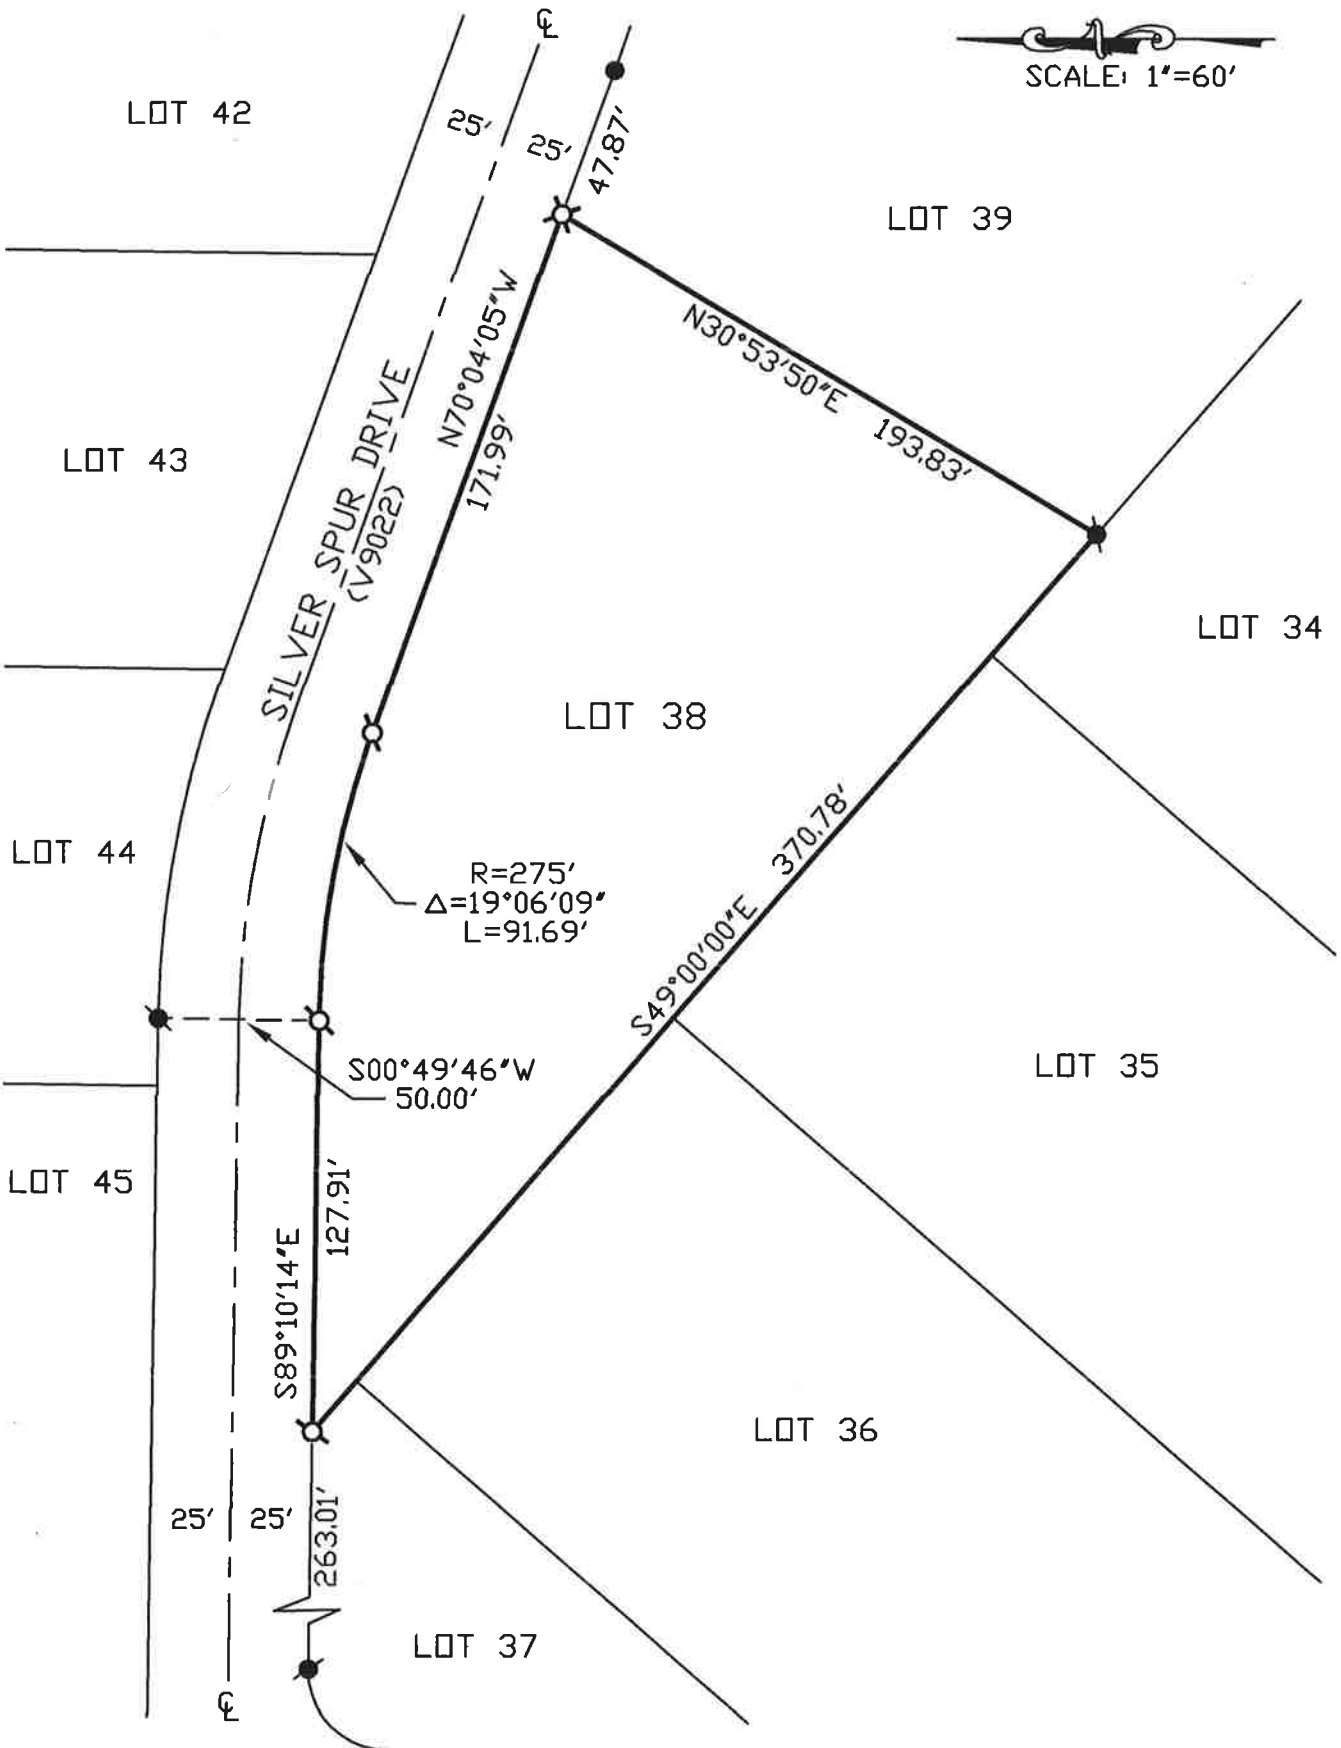 ℄
SCALE: 1"=60'
LOT 42
25'
25'
47.87'
LOT 39
N70°04'05"W
171.99'
N30°53'50"E 193.83'
LOT 43
SILVER SPUR DRIVE
(V9022)
LOT 34
LOT 38
LOT 44
370.78'
S49°00'00"E
R=275'
Δ=19°06'09"
L=91.69'
S00°49'46"W
50.00'
LOT 35
LOT 45
127.91'
S89°10'14"E
LOT 36
25'
25'
263.01'
LOT 37
℄